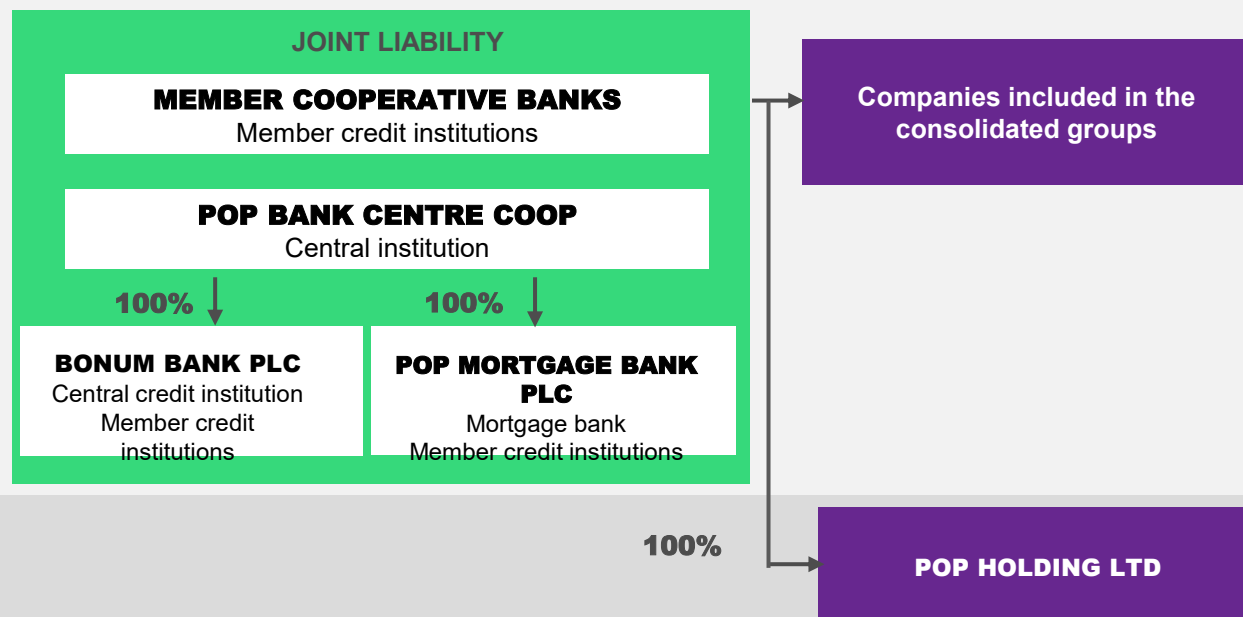 JOINT LIABILITY
MEMBER COOPERATIVE BANKS
Member credit institutions
Companies included in the
consolidated groups
POP BANK CENTRE COOP
Central institution
100%
100%
BONUM BANK PLC
Central credit institution
Member credit
institutions
POP MORTGAGE BANK
PLC
Mortgage bank
Member credit institutions
100%
POP HOLDING LTD